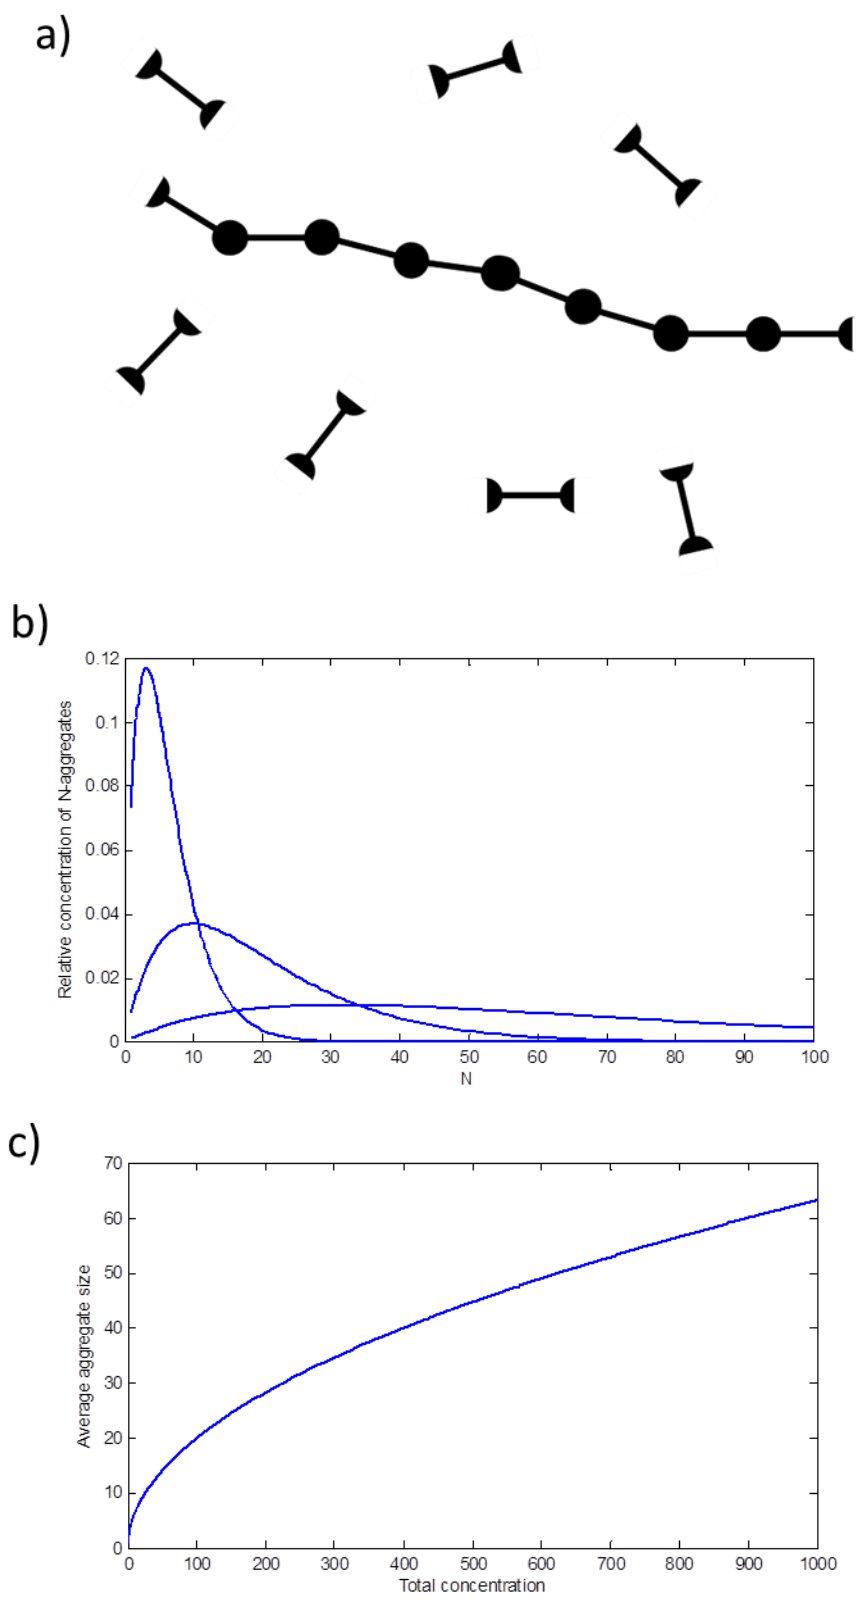 a)
b)
0.12
0.1
0.08
0.06
0.04
0.02
0
Relative concentration of N-aggregates
0 10 20 30 40 50 60 70 80 90 100
N
c)
70
60
50
40
30
20
10
0
Average aggregate size
0 100 200 300 400 500 600 700 800 900 1000
Total concentration